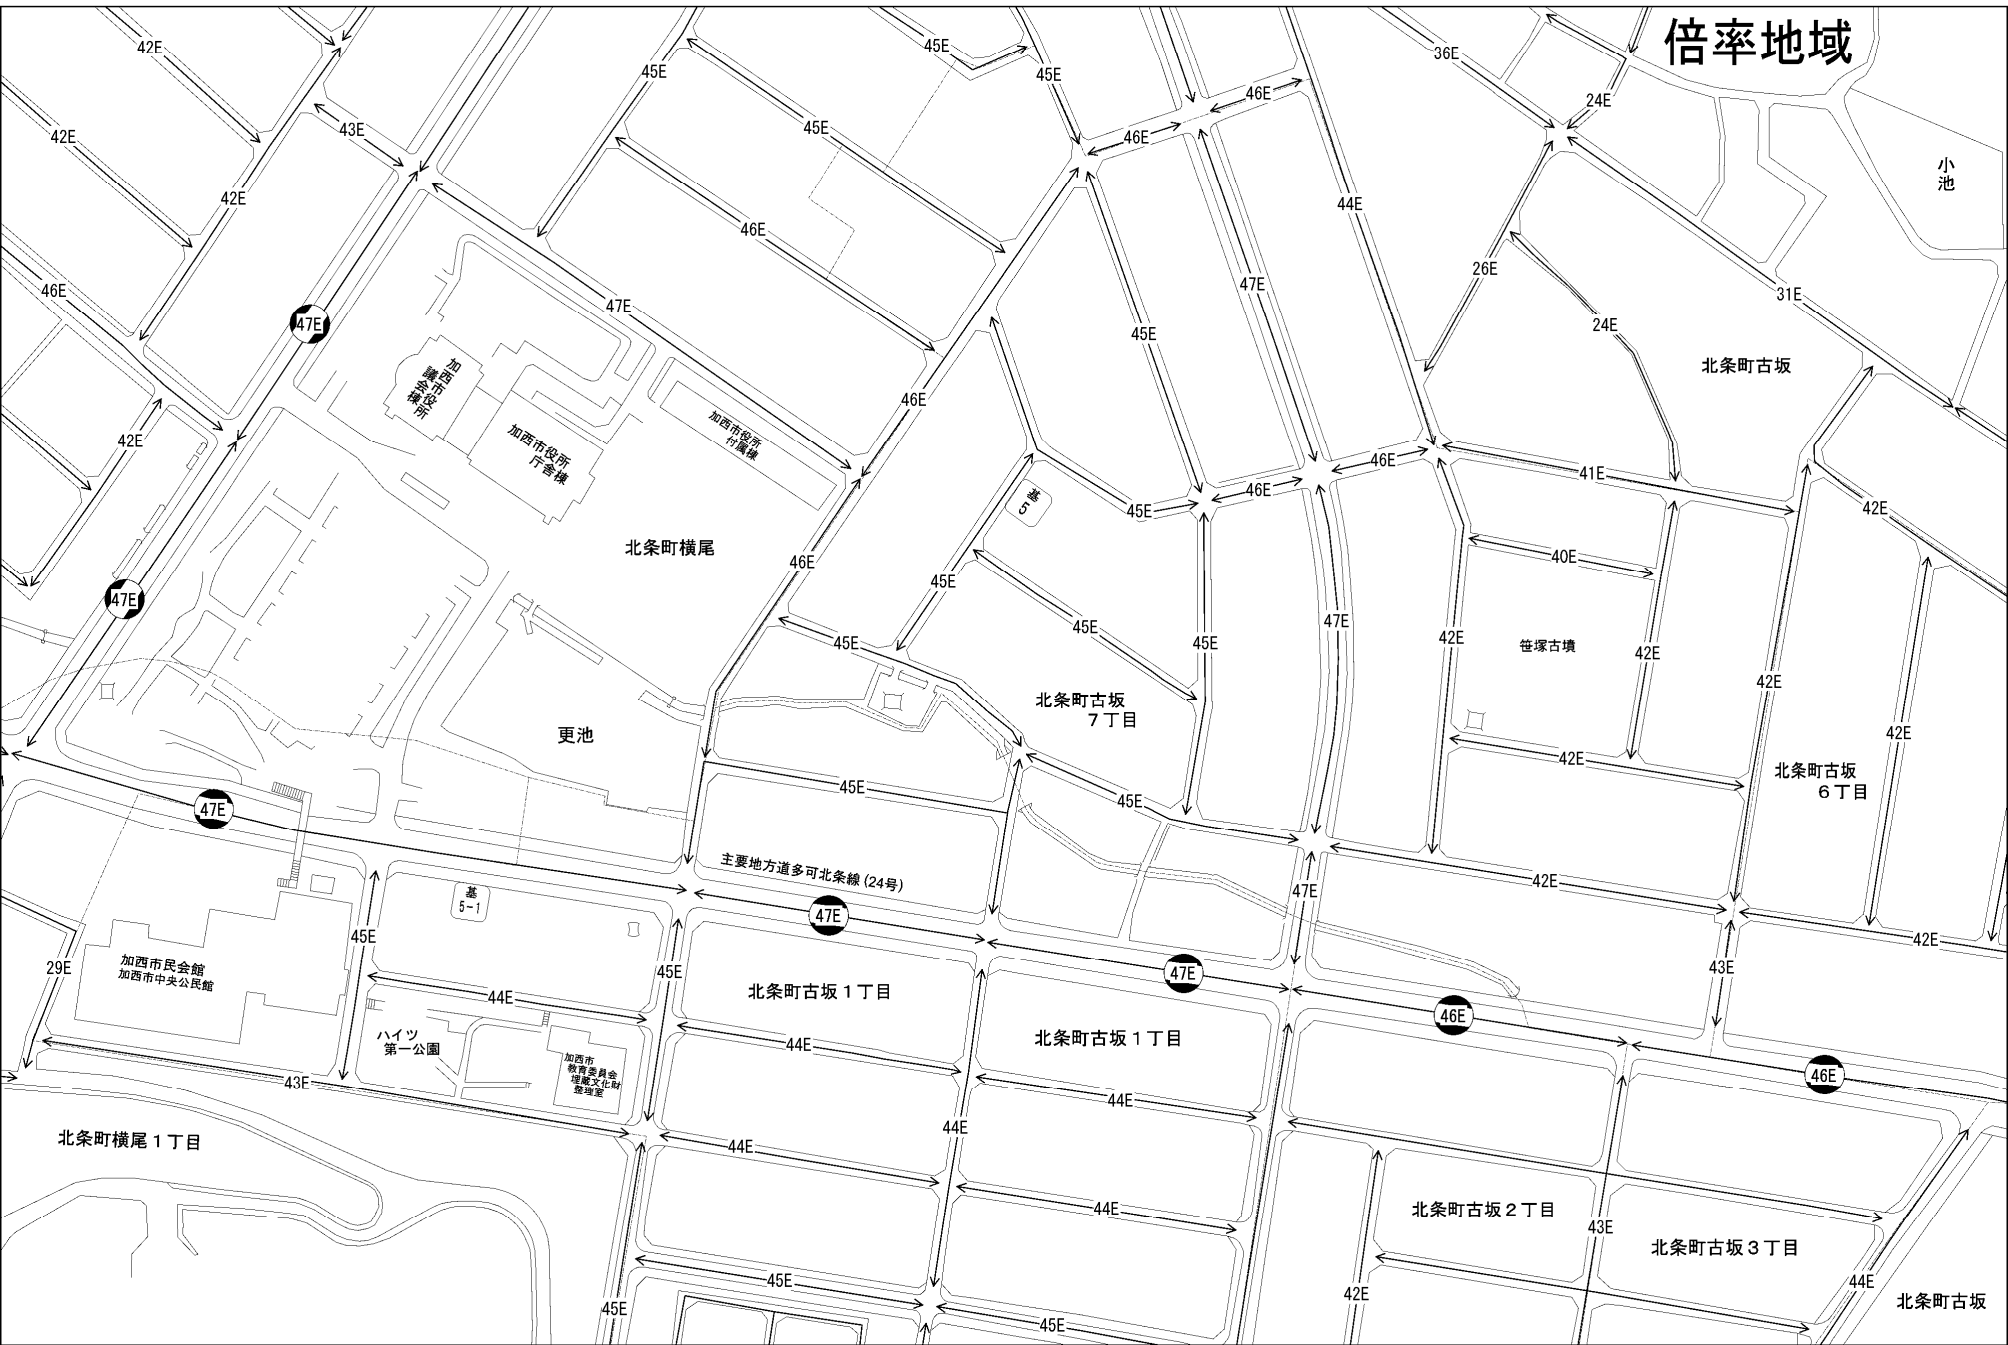 倍率地域
42E
45E
45E
36E
42E
45E
45E
46E
24E
43E
45E
46E
42E
小
池
42E
46E
44E
26E
46E
47E
47E
47E
31E
24E
45E
加西市役所
議会棟
北条町古坂
46E
加西市役所
付属棟
42E
加西市役所
庁舎棟
46E
46E
41E
基
5
45E
42E
北条町横尾
46E
40E
45E
47E
45E
47E
45E
45E
42E
笹塚古墳
42E
42E
北条町古坂
7丁目
更池
42E
42E
北条町古坂
6丁目
45E
45E
47E
主要地方道多可北条線(24号)
42E
47E
基
5-1
47E
45E
42E
29E
加西市民会館
加西市中央公民館
45E
47E
43E
44E
北条町古坂1丁目
46E
ハイツ
第一公園
44E
北条町古坂1丁目
加西市
教育委員会
埋蔵文化財
整理室
46E
43E
44E
北条町横尾1丁目
44E
44E
44E
北条町古坂2丁目
43E
北条町古坂3丁目
45E
44E
42E
45E
45E
北条町古坂